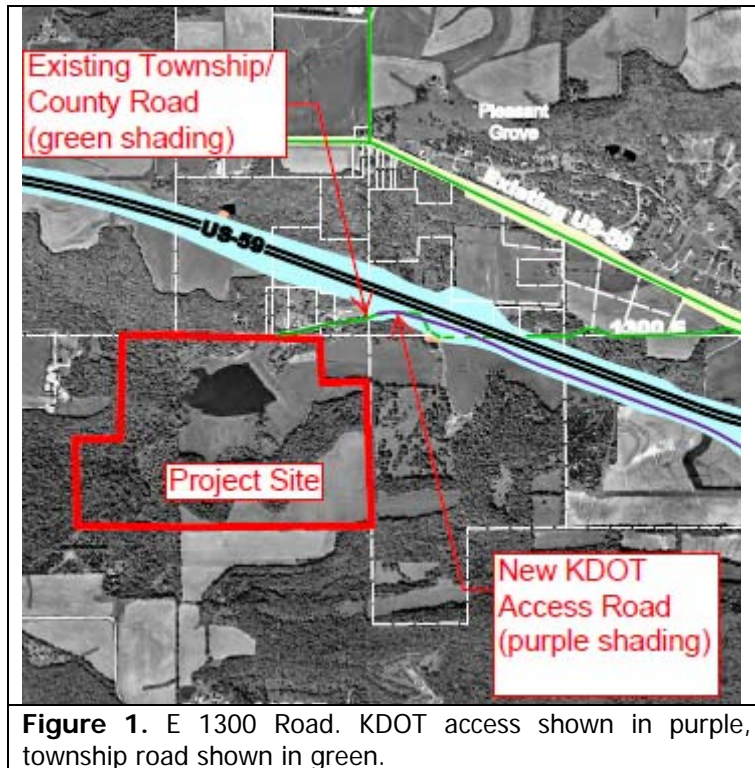 Existing Township/
County Road
(green shading)
Pleasant
Grove
Existing US-59
US-59
1300 E
Project Site
New KDOT
Access Road
(purple shading)
Figure 1. E 1300 Road. KDOT access shown in purple,
township road shown in green.